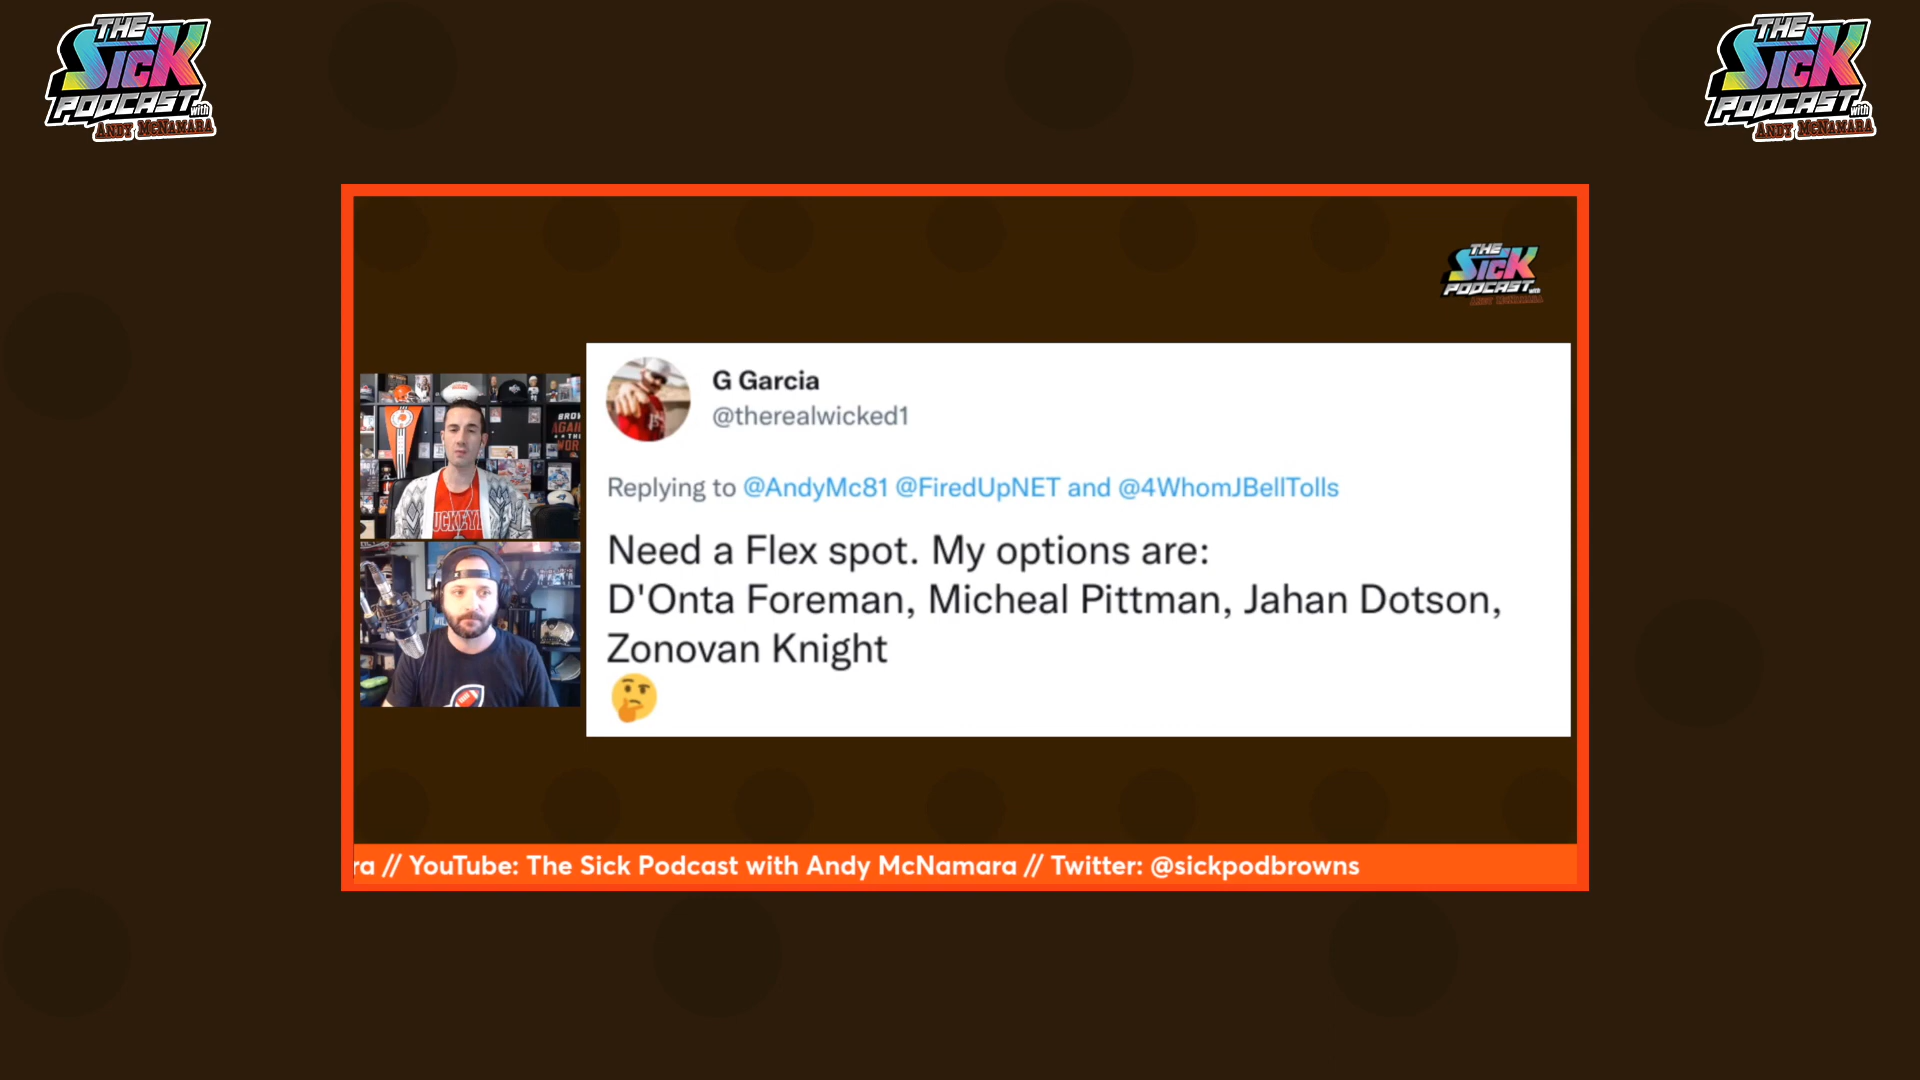 THE
SICK
PODCAST
with
ANDY MCNAMARA
THE
SICK
PODCAST
with
ANDY MCNAMARA
THE
SICK
PODCAST
with
ANDY MCNAMARA
G Garcia
@therealwicked1
Replying to @AndyMc81 @FiredUpNET and @4WhomJBellTolls
Need a Flex spot. My options are:
D'Onta Foreman, Micheal Pittman, Jahan Dotson,
Zonovan Knight
ra // YouTube: The Sick Podcast with Andy McNamara // Twitter: @sickpodbrowns